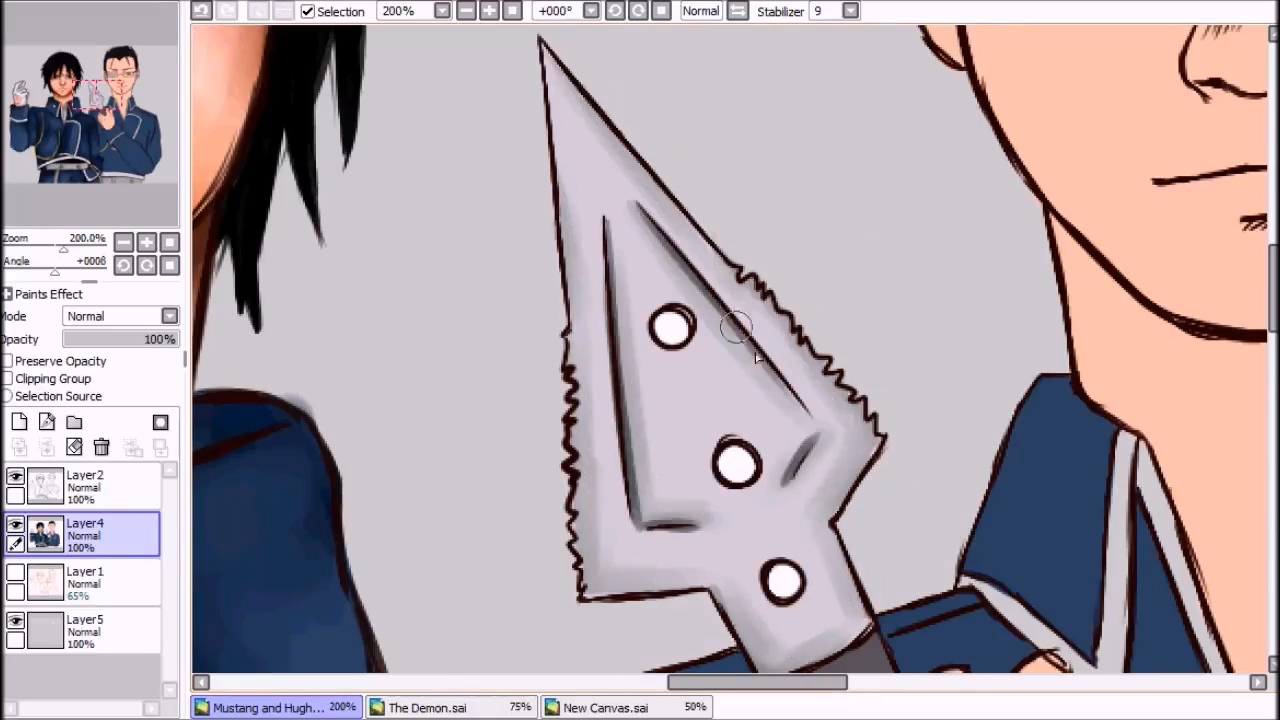 Selection 200% +000° Normal Stabilizer 9
Zoom 200.0%
Angle
Paints Effect
Mode Normal
Opacity 100%
Preserve Opacity
Clipping Group
Selection Source
Layer2
Normal
100%
Layer4
Normal
100%
Layer1
Normal
65%
Layer5
Normal
100%
Mustang and Hugh... 200% The Demon.sai 75% New Canvas.sai 50%